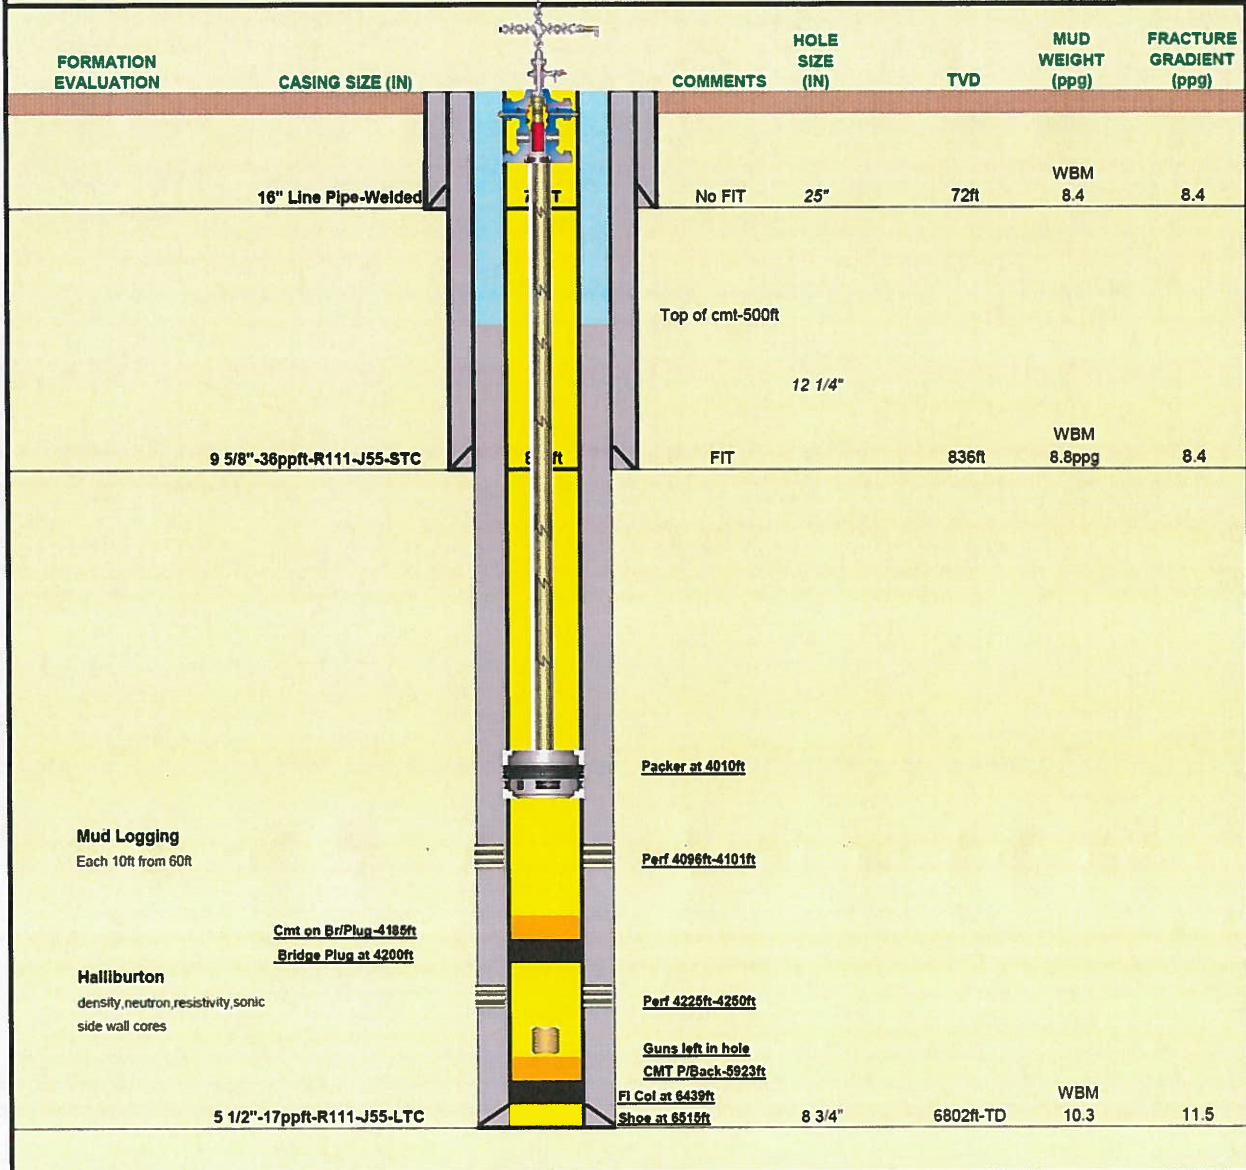 FORMATION EVALUATION
CASING SIZE (IN)
COMMENTS
HOLE SIZE (IN)
TVD
MUD WEIGHT (ppg)
FRACTURE GRADIENT (ppg)
WBM
16" Line Pipe-Welded
No FIT
25"
72ft
8.4
8.4
Top of cmt-500ft
12 1/4"
WBM
9 5/8"-36ppft-R111-J55-STC
FIT
836ft
8.8ppg
8.4
Packer at 4010ft
Mud Logging
Each 10ft from 60ft
Perf 4096ft-4101ft
Cmt on Br/Plug-4185ft
Bridge Plug at 4200ft
Halliburton
density,neutron,resistivity,sonic
side wall cores
Perf 4225ft-4250ft
Guns left in hole
CMT P/Back-5923ft
Fl Col at 6439ft
WBM
5 1/2"-17ppft-R111-J55-LTC
Shoe at 6515ft
8 3/4"
6802ft-TD
10.3
11.5